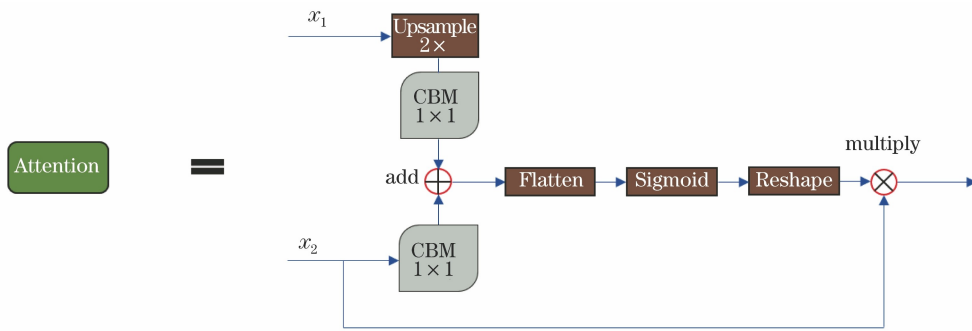 x₁
Upsample
2×
CBM
1×1
Attention
add
Flatten
Sigmoid
Reshape
multiply
x₂
CBM
1×1